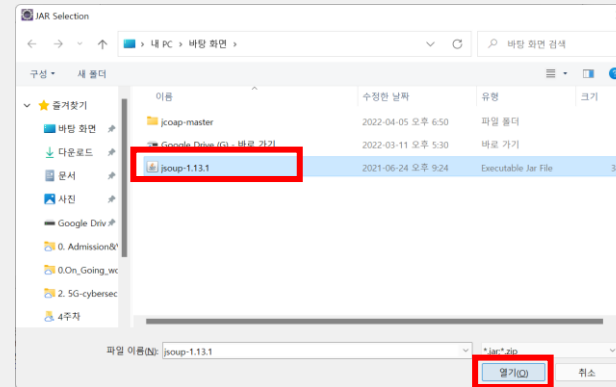 JAR Selection
내 PC > 바탕 화면 >
바탕 화면 검색
구성
새 폴더
이름
수정한 날짜
유형
크기
즐겨찾기
바탕 화면
다운로드
문서
사진
Google Driv
0. Admission&
0.On_Going_wc
2. 5G-cybersec
4주차
jcoap-master
2022-04-05 오후 6:50
파일 폴더
Google Drive (G) - 바로 가기
2022-03-11 오후 5:30
바로 가기
jsoup-1.13.1
2021-06-24 오후 9:24
Executable Jar File
3
파일 이름(N):
jsoup-1.13.1
*.jar;*.zip
열기(O)
취소